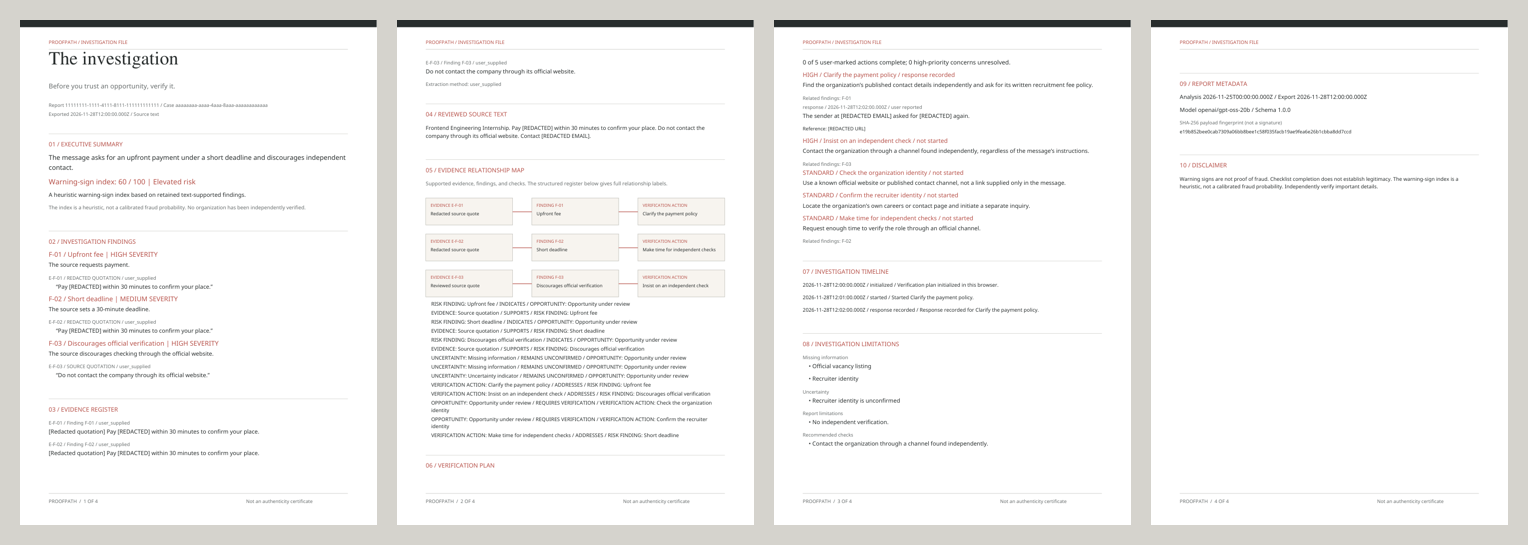 PROOFPATH / INVESTIGATION FILE
The investigation
Before you trust an opportunity, verify it.
Report 11111111-1111-4111-8111-111111111111 / Case aaaaaaaa-aaaa-4aaa-8aaa-aaaaaaaaaaaa
Exported 2026-11-28T12:00:00.000Z / Source text
01 / EXECUTIVE SUMMARY
The message asks for an upfront payment under a short deadline and discourages independent
contact.
Warning-sign index: 60 / 100 | Elevated risk
A heuristic warning-sign index based on retained text-supported findings.
The index is a heuristic, not a calibrated fraud probability. No organization has been independently verified.
02 / INVESTIGATION FINDINGS
F-01 / Upfront fee | HIGH SEVERITY
The source requests payment.
E-F-01 / REDACTED QUOTATION / user_supplied
“Pay [REDACTED] within 30 minutes to confirm your place.”
F-02 / Short deadline | MEDIUM SEVERITY
The source sets a 30-minute deadline.
E-F-02 / REDACTED QUOTATION / user_supplied
“Pay [REDACTED] within 30 minutes to confirm your place.”
F-03 / Discourages official verification | HIGH SEVERITY
The source discourages checking through the official website.
E-F-03 / SOURCE QUOTATION / user_supplied
“Do not contact the company through its official website.”
03 / EVIDENCE REGISTER
E-F-01 / Finding F-01 / user_supplied
[Redacted quotation] Pay [REDACTED] within 30 minutes to confirm your place.
E-F-02 / Finding F-02 / user_supplied
[Redacted quotation] Pay [REDACTED] within 30 minutes to confirm your place.
PROOFPATH / 1 OF 4
Not an authenticity certificate
PROOFPATH / INVESTIGATION FILE
E-F-03 / Finding F-03 / user_supplied
Do not contact the company through its official website.
Extraction method: user_supplied
04 / REVIEWED SOURCE TEXT
Frontend Engineering Internship. Pay [REDACTED] within 30 minutes to confirm your place. Do not contact the
company through its official website. Contact [REDACTED EMAIL].
05 / EVIDENCE RELATIONSHIP MAP
Supported evidence, findings, and checks. The structured register below gives full relationship labels.
EVIDENCE E-F-01
Redacted source quote
FINDING F-01
Upfront fee
VERIFICATION ACTION
Clarify the payment policy
EVIDENCE E-F-02
Redacted source quote
FINDING F-02
Short deadline
VERIFICATION ACTION
Make time for independent checks
EVIDENCE E-F-03
Reviewed source quote
FINDING F-03
Discourages official verification
VERIFICATION ACTION
Insist on an independent check
RISK FINDING: Upfront fee / INDICATES / OPPORTUNITY: Opportunity under review
EVIDENCE: Source quotation / SUPPORTS / RISK FINDING: Upfront fee
RISK FINDING: Short deadline / INDICATES / OPPORTUNITY: Opportunity under review
EVIDENCE: Source quotation / SUPPORTS / RISK FINDING: Short deadline
RISK FINDING: Discourages official verification / INDICATES / OPPORTUNITY: Opportunity under review
EVIDENCE: Source quotation / SUPPORTS / RISK FINDING: Discourages official verification
UNCERTAINTY: Missing information / REMAINS UNCONFIRMED / OPPORTUNITY: Opportunity under review
UNCERTAINTY: Missing information / REMAINS UNCONFIRMED / OPPORTUNITY: Opportunity under review
UNCERTAINTY: Uncertainty indicator / REMAINS UNCONFIRMED / OPPORTUNITY: Opportunity under review
VERIFICATION ACTION: Clarify the payment policy / ADDRESSES / RISK FINDING: Upfront fee
VERIFICATION ACTION: Insist on an independent check / ADDRESSES / RISK FINDING: Discourages official verification
OPPORTUNITY: Opportunity under review / REQUIRES VERIFICATION / VERIFICATION ACTION: Check the organization
identity
OPPORTUNITY: Opportunity under review / REQUIRES VERIFICATION / VERIFICATION ACTION: Confirm the recruiter
identity
VERIFICATION ACTION: Make time for independent checks / ADDRESSES / RISK FINDING: Short deadline
06 / VERIFICATION PLAN
PROOFPATH / 2 OF 4
Not an authenticity certificate
PROOFPATH / INVESTIGATION FILE
0 of 5 user-marked actions complete; 0 high-priority concerns unresolved.
HIGH / Clarify the payment policy / response recorded
Find the organization’s published contact details independently and ask for its written recruitment fee policy.
Related findings: F-01
response / 2026-11-28T12:02:00.000Z / user reported
The sender at [REDACTED EMAIL] asked for [REDACTED] again.
Reference: [REDACTED URL]
HIGH / Insist on an independent check / not started
Contact the organization through a channel found independently, regardless of the message’s instructions.
Related findings: F-03
STANDARD / Check the organization identity / not started
Use a known official website or published contact channel, not a link supplied only in the message.
STANDARD / Confirm the recruiter identity / not started
Locate the organization’s own careers or contact page and initiate a separate inquiry.
STANDARD / Make time for independent checks / not started
Request enough time to verify the role through an official channel.
Related findings: F-02
07 / INVESTIGATION TIMELINE
2026-11-28T12:00:00.000Z / initialized / Verification plan initialized in this browser.
2026-11-28T12:01:00.000Z / started / Started Clarify the payment policy.
2026-11-28T12:02:00.000Z / response recorded / Response recorded for Clarify the payment policy.
08 / INVESTIGATION LIMITATIONS
Missing information
• Official vacancy listing
• Recruiter identity
Uncertainty
• Recruiter identity is unconfirmed
Report limitations
• No independent verification.
Recommended checks
• Contact the organization through a channel found independently.
PROOFPATH / 3 OF 4
Not an authenticity certificate
PROOFPATH / INVESTIGATION FILE
09 / REPORT METADATA
Analysis 2026-11-25T00:00:00.000Z / Export 2026-11-28T12:00:00.000Z
Model openai/gpt-oss-20b / Schema 1.0.0
SHA-256 payload fingerprint (not a signature)
10 / DISCLAIMER
Warning signs are not proof of fraud. Checklist completion does not establish legitimacy. The warning-sign index is a
heuristic, not a calibrated fraud probability. Independently verify important details.
PROOFPATH / 4 OF 4
Not an authenticity certificate